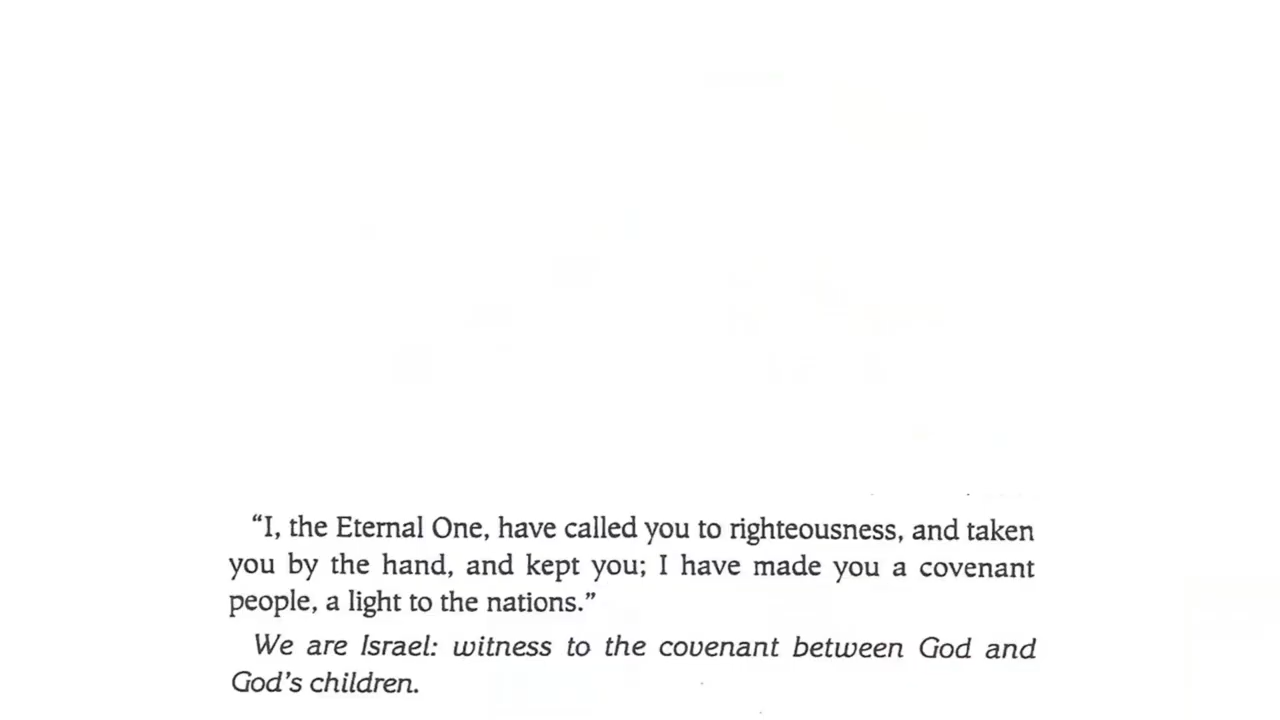 “I, the Eternal One, have called you to righteousness, and taken
you by the hand, and kept you; I have made you a covenant
people, a light to the nations.”
We are Israel: witness to the covenant between God and
God’s children.